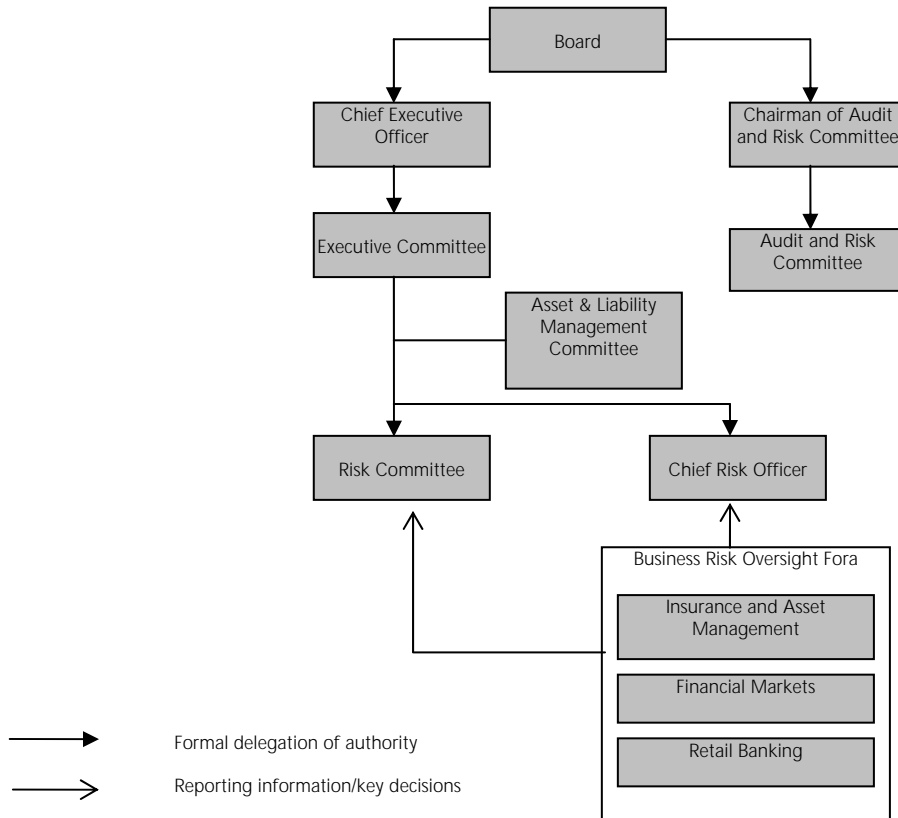 Board
Chief Executive
Officer
Chairman of Audit
and Risk Committee
Executive Committee
Audit and Risk
Committee
Asset & Liability
Management
Committee
Risk Committee
Chief Risk Officer
Business Risk Oversight Fora
Insurance and Asset
Management
Financial Markets
Retail Banking
Formal delegation of authority
Reporting information/key decisions